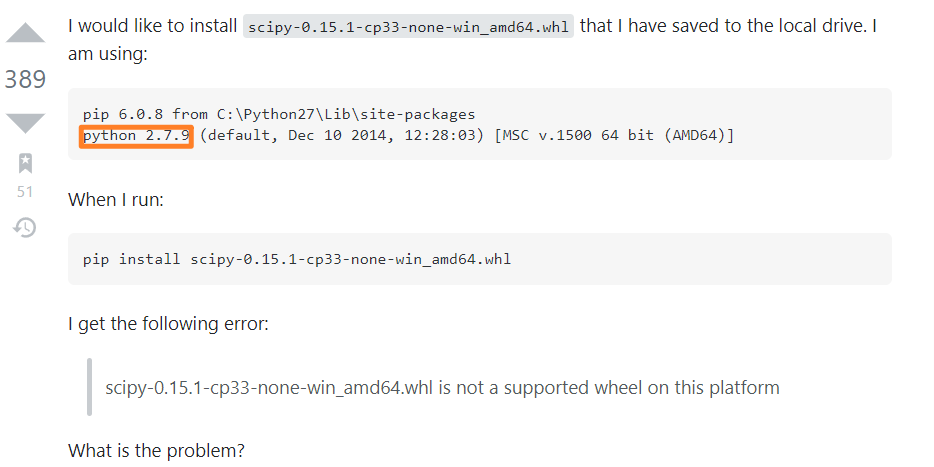 I would like to install scipy-0.15.1-cp33-none-win_amd64.whl that I have saved to the local drive. I
am using:
389
pip 6.0.8 from C:\Python27\Lib\site-packages
python 2.7.9 (default, Dec 10 2014, 12:28:03) [MSC v.1500 64 bit (AMD64)]
51
When I run:
pip install scipy-0.15.1-cp33-none-win_amd64.whl
I get the following error:
scipy-0.15.1-cp33-none-win_amd64.whl is not a supported wheel on this platform
What is the problem?